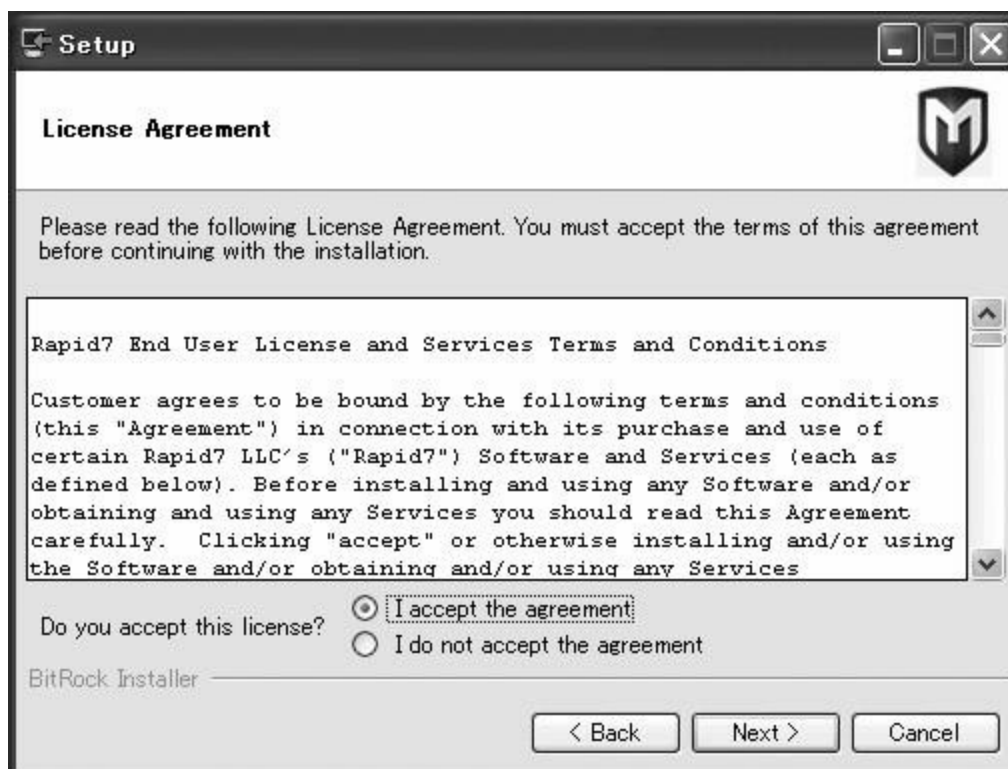 Setup
License Agreement
Please read the following License Agreement. You must accept the terms of this agreement
before continuing with the installation.
Rapid7 End User License and Services Terms and Conditions
Customer agrees to be bound by the following terms and conditions
(this "Agreement") in connection with its purchase and use of
certain Rapid7 LLC's ("Rapid7") Software and Services (each as
defined below). Before installing and using any Software and/or
obtaining and using any Services you should read this Agreement
carefully.  Clicking "accept" or otherwise installing and/or using
the Software and/or obtaining and/or using any Services
Do you accept this license?
I accept the agreement
I do not accept the agreement
BitRock Installer
< Back
Next >
Cancel